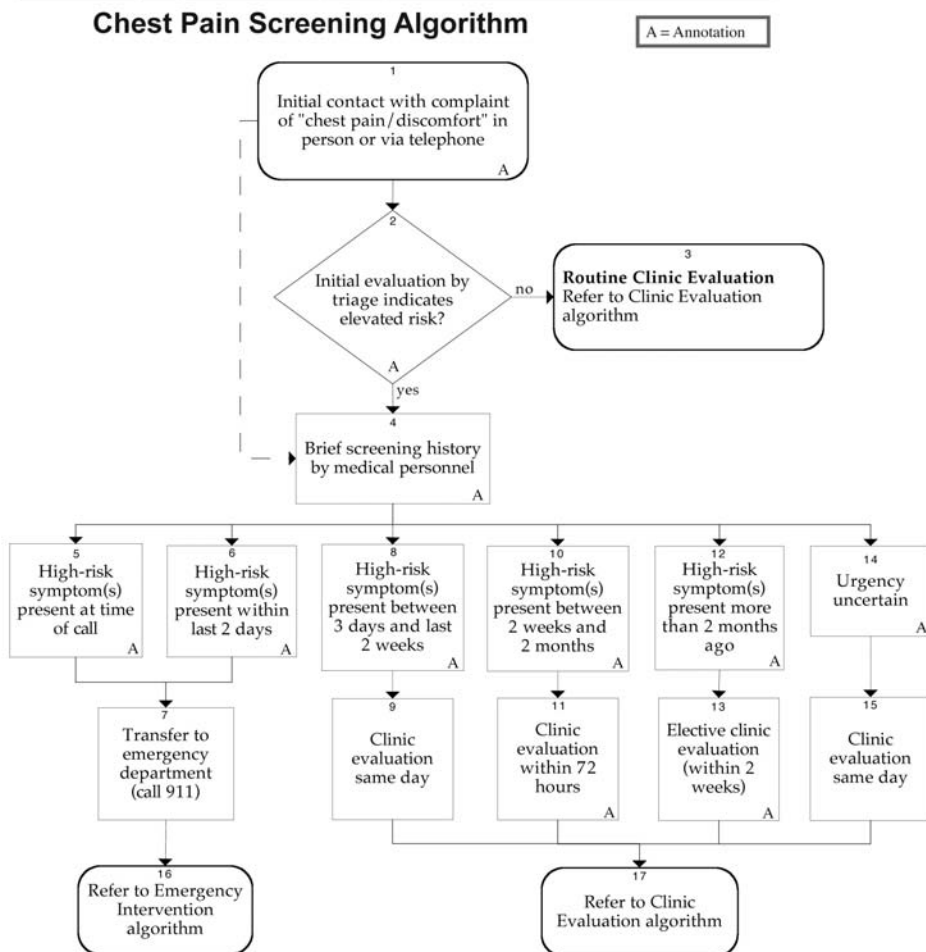 Chest Pain Screening Algorithm
A = Annotation
1
Initial contact with complaint
of "chest pain/discomfort" in
person or via telephone
A
2
Initial evaluation by
triage indicates
elevated risk?
A
no
3
Routine Clinic Evaluation
Refer to Clinic Evaluation
algorithm
yes
4
Brief screening history
by medical personnel
A
5
High-risk
symptom(s)
present at time
of call
A
6
High-risk
symptom(s)
present within
last 2 days
A
8
High-risk
symptom(s)
present between
3 days and last
2 weeks
A
10
High-risk
symptom(s)
present between
2 weeks and
2 months
A
12
High-risk
symptom(s)
present more
than 2 months
ago
A
14
Urgency
uncertain
A
7
Transfer to
emergency
department
(call 911)
9
Clinic
evaluation
same day
11
Clinic
evaluation
within 72
hours
A
13
Elective clinic
evaluation
(within 2
weeks)
A
15
Clinic
evaluation
same day
16
Refer to Emergency
Intervention
algorithm
17
Refer to Clinic
Evaluation algorithm